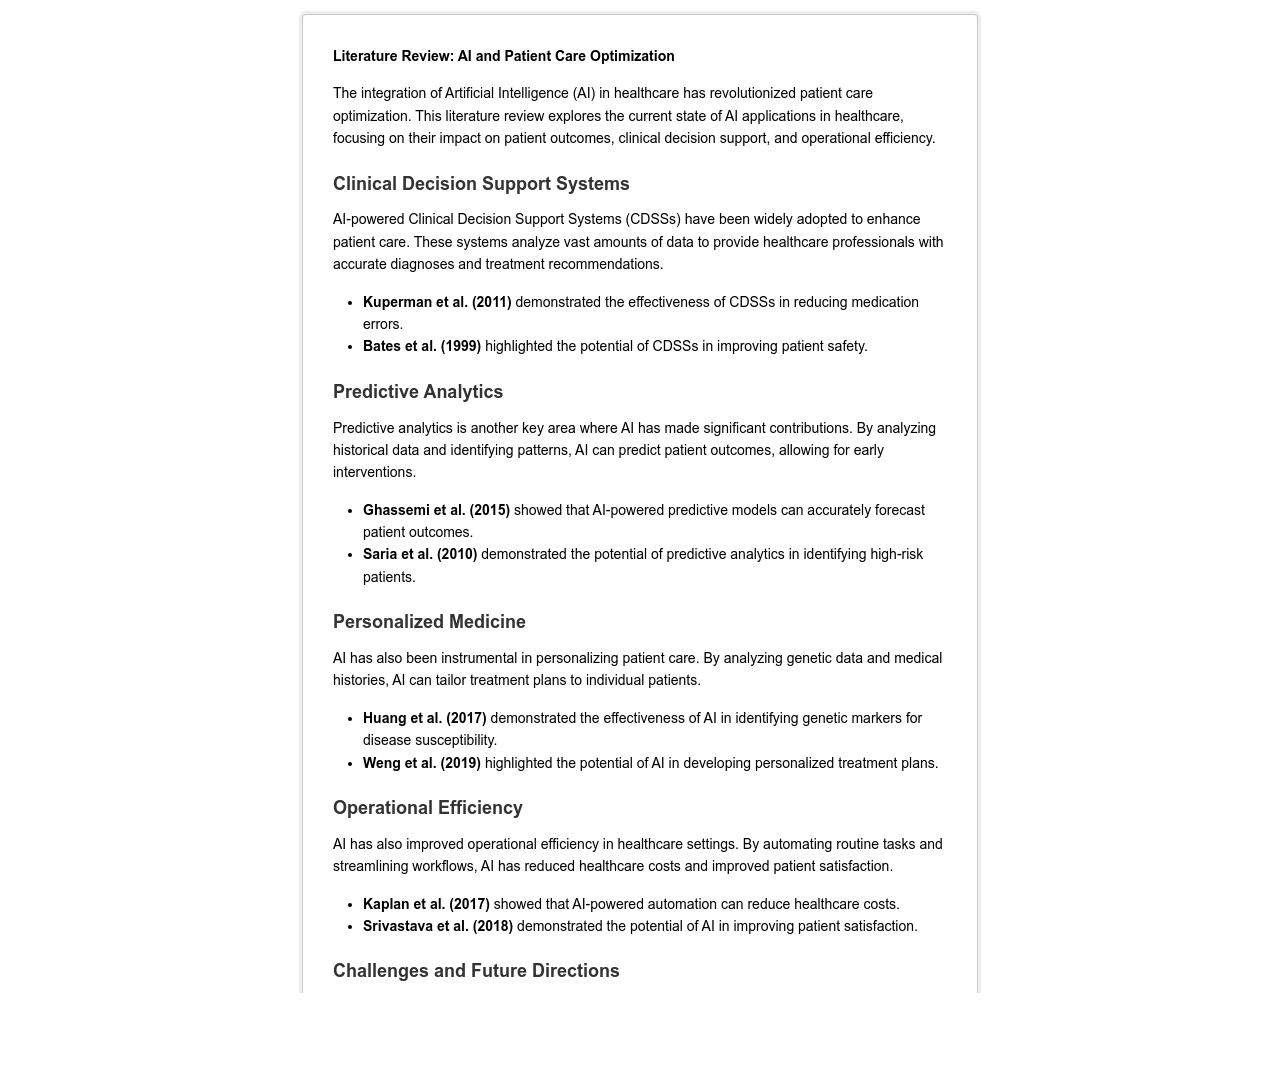 Literature Review: AI and Patient Care Optimization
The integration of Artificial Intelligence (AI) in healthcare has revolutionized patient care
optimization. This literature review explores the current state of AI applications in healthcare,
focusing on their impact on patient outcomes, clinical decision support, and operational efficiency.
Clinical Decision Support Systems
AI-powered Clinical Decision Support Systems (CDSSs) have been widely adopted to enhance
patient care. These systems analyze vast amounts of data to provide healthcare professionals with
accurate diagnoses and treatment recommendations.
• Kuperman et al. (2011) demonstrated the effectiveness of CDSSs in reducing medication
errors.
• Bates et al. (1999) highlighted the potential of CDSSs in improving patient safety.
Predictive Analytics
Predictive analytics is another key area where AI has made significant contributions. By analyzing
historical data and identifying patterns, AI can predict patient outcomes, allowing for early
interventions.
• Ghassemi et al. (2015) showed that AI-powered predictive models can accurately forecast
patient outcomes.
• Saria et al. (2010) demonstrated the potential of predictive analytics in identifying high-risk
patients.
Personalized Medicine
AI has also been instrumental in personalizing patient care. By analyzing genetic data and medical
histories, AI can tailor treatment plans to individual patients.
• Huang et al. (2017) demonstrated the effectiveness of AI in identifying genetic markers for
disease susceptibility.
• Weng et al. (2019) highlighted the potential of AI in developing personalized treatment plans.
Operational Efficiency
AI has also improved operational efficiency in healthcare settings. By automating routine tasks and
streamlining workflows, AI has reduced healthcare costs and improved patient satisfaction.
• Kaplan et al. (2017) showed that AI-powered automation can reduce healthcare costs.
• Srivastava et al. (2018) demonstrated the potential of AI in improving patient satisfaction.
Challenges and Future Directions